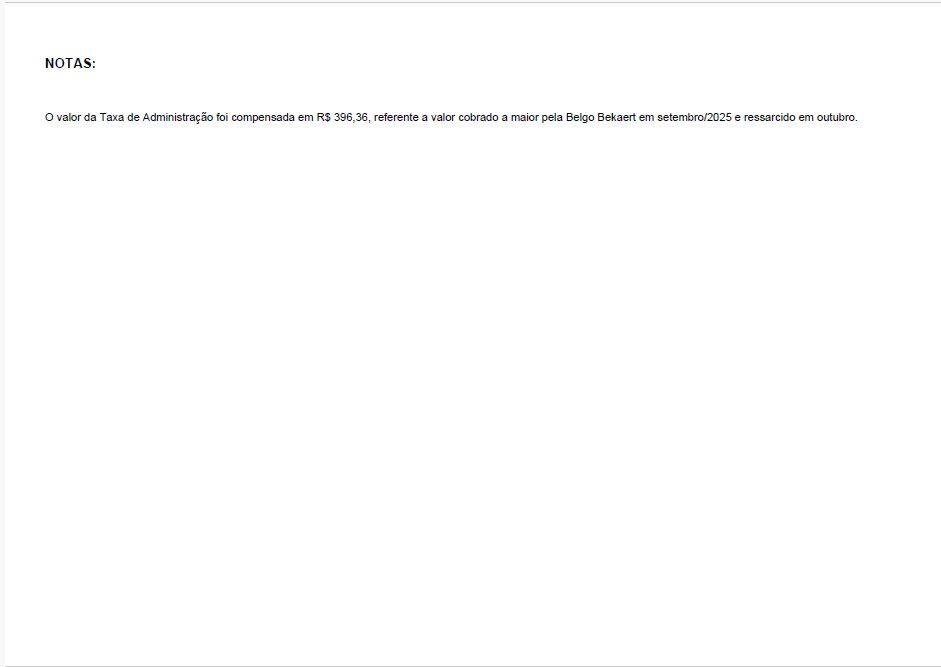 NOTAS:
O valor da Taxa de Administração foi compensada em R$ 396,36, referente a valor cobrado a maior pela Belgo Bekaert em setembro/2025 e ressarcido em outubro.